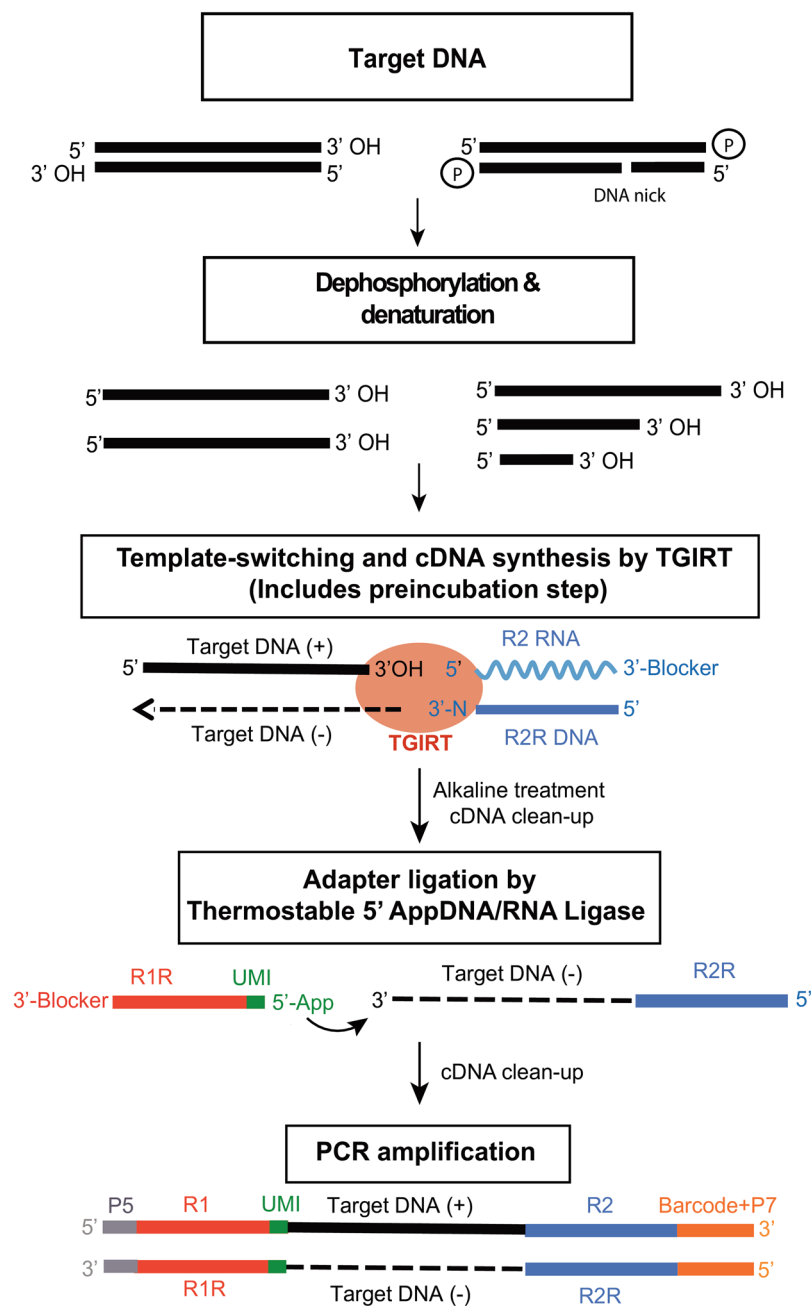 Target DNA
5' 3' OH
3' OH 5'
5' P
P 5'
DNA nick
Dephosphorylation &
denaturation
5' 3' OH
5' 3' OH
5' 3' OH
5' 3' OH
5' 3' OH
Template-switching and cDNA synthesis by TGIRT
(Includes preincubation step)
Target DNA (+) R2 RNA
5' 3'OH 5' 3'-Blocker
3'-N 5'
Target DNA (-) TGIRT R2R DNA
Alkaline treatment
cDNA clean-up
Adapter ligation by
Thermostable 5' AppDNA/RNA Ligase
R1R UMI Target DNA (-) R2R
3'-Blocker 5'-App 3' 5'
cDNA clean-up
PCR amplification
P5 R1 UMI Target DNA (+) R2 Barcode+P7
5' 3'
3' 5'
R1R Target DNA (-) R2R